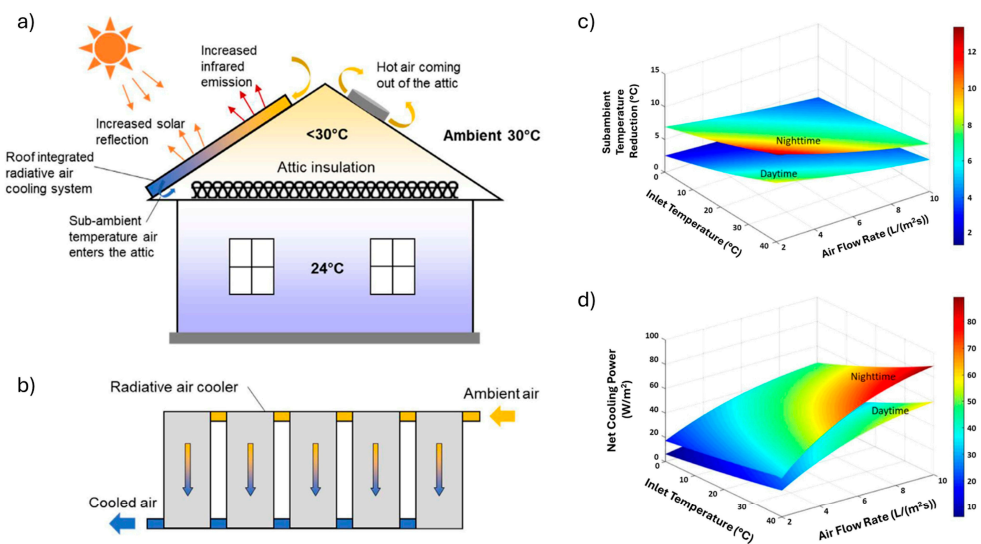 a)
Increased
infrared
emission
Hot air coming
out of the attic
Increased solar
reflection
<30°C
Ambient 30°C
Roof integrated
radiative air
cooling system
Attic insulation
Sub-ambient
temperature air
enters the attic
24°C
b)
Radiative air cooler
Ambient air
Cooled air
c)
Subambient
Temperature
Reduction (°C)
15
10
5
0
Nighttime
Daytime
10
20
30
40
Inlet Temperature (°C)
2
4
6
8
10
Air Flow Rate (L/(m²s))
12
10
8
6
4
2
d)
Net Cooling Power
(W/m²)
100
80
60
40
20
0
Nighttime
Daytime
0
10
20
30
40
Inlet Temperature (°C)
2
4
6
8
10
Air Flow Rate (L/(m²s))
80
70
60
50
40
30
20
10